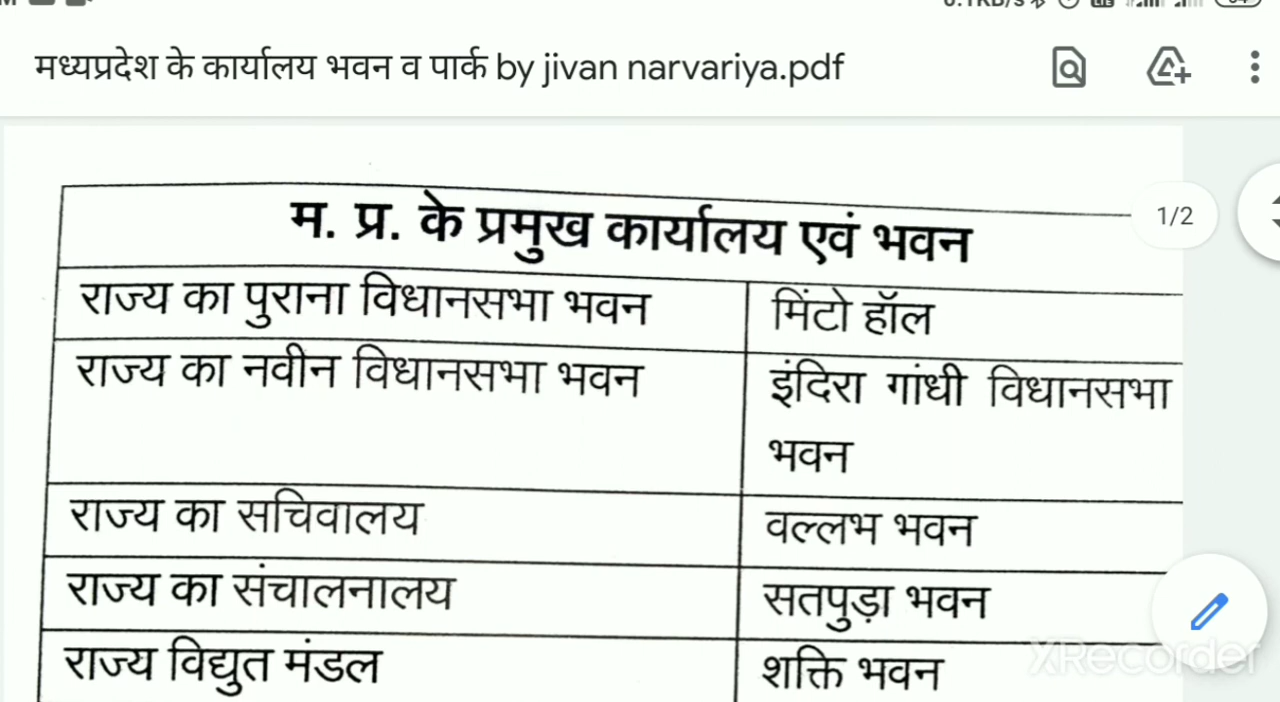 मध्यप्रदेश के कार्यालय भवन व पार्क by jivan narvariya.pdf
1/2
म. प्र. के प्रमुख कार्यालय एवं भवन
राज्य का पुराना विधानसभा भवन मिंटो हॉल
राज्य का नवीन विधानसभा भवन इंदिरा गांधी विधानसभा
भवन
राज्य का सचिवालय वल्लभ भवन
राज्य का संचालनालय सतपुड़ा भवन
राज्य विद्युत मंडल शक्ति भवन
XRecorder